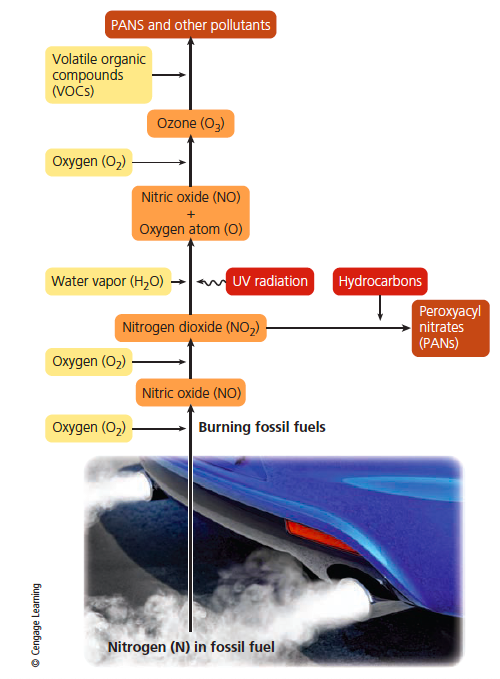 PANS and other pollutants
Volatile organic
compounds
(VOCs)
Ozone (O₃)
Oxygen (O₂)
Nitric oxide (NO)
+
Oxygen atom (O)
Water vapor (H₂O)
UV radiation
Hydrocarbons
Peroxyacyl
nitrates
(PANs)
Nitrogen dioxide (NO₂)
Oxygen (O₂)
Nitric oxide (NO)
Oxygen (O₂)
Burning fossil fuels
Nitrogen (N) in fossil fuel
© Cengage Learning